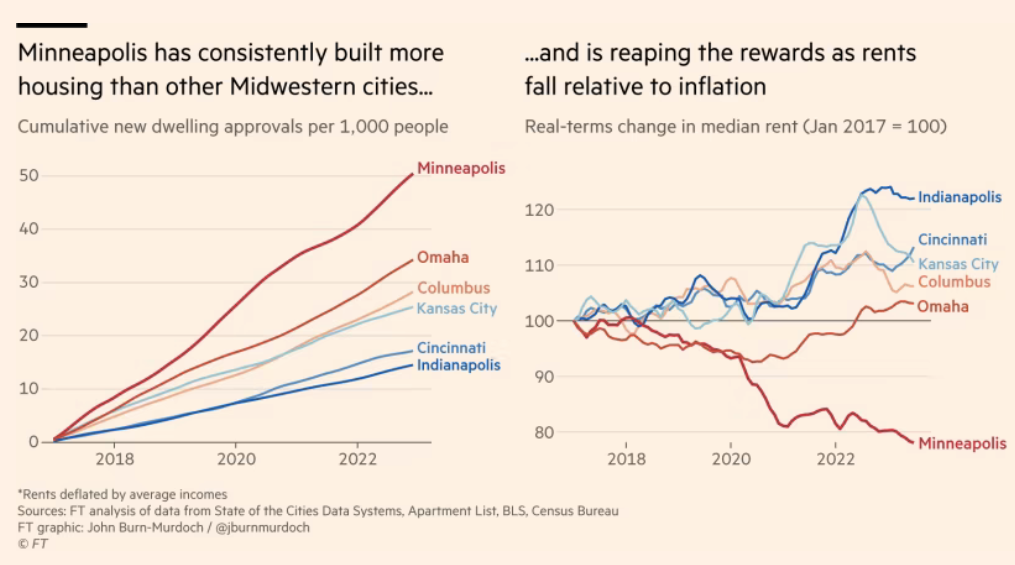 Minneapolis has consistently built more
housing than other Midwestern cities...
Cumulative new dwelling approvals per 1,000 people
50
40
30
20
10
0
2018
2020
2022
Minneapolis
Omaha
Columbus
Kansas City
Cincinnati
Indianapolis
...and is reaping the rewards as rents
fall relative to inflation
Real-terms change in median rent (Jan 2017 = 100)
120
110
100
90
80
2018
2020
2022
Indianapolis
Cincinnati
Kansas City
Columbus
Omaha
Minneapolis
*Rents deflated by average incomes
Sources: FT analysis of data from State of the Cities Data Systems, Apartment List, BLS, Census Bureau
FT graphic: John Burn-Murdoch / @jburnmurdoch
© FT